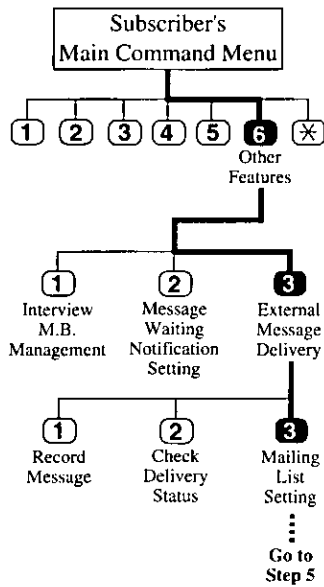 Subscriber's
Main Command Menu
1 2 3 4 5 6 *
Other
Features
1 2 3
Interview Message External
M.B. Waiting Message
Management Notification Delivery
Setting
1 2 3
Record Check Mailing
Message Delivery List
Status Setting
Go to
Step 5